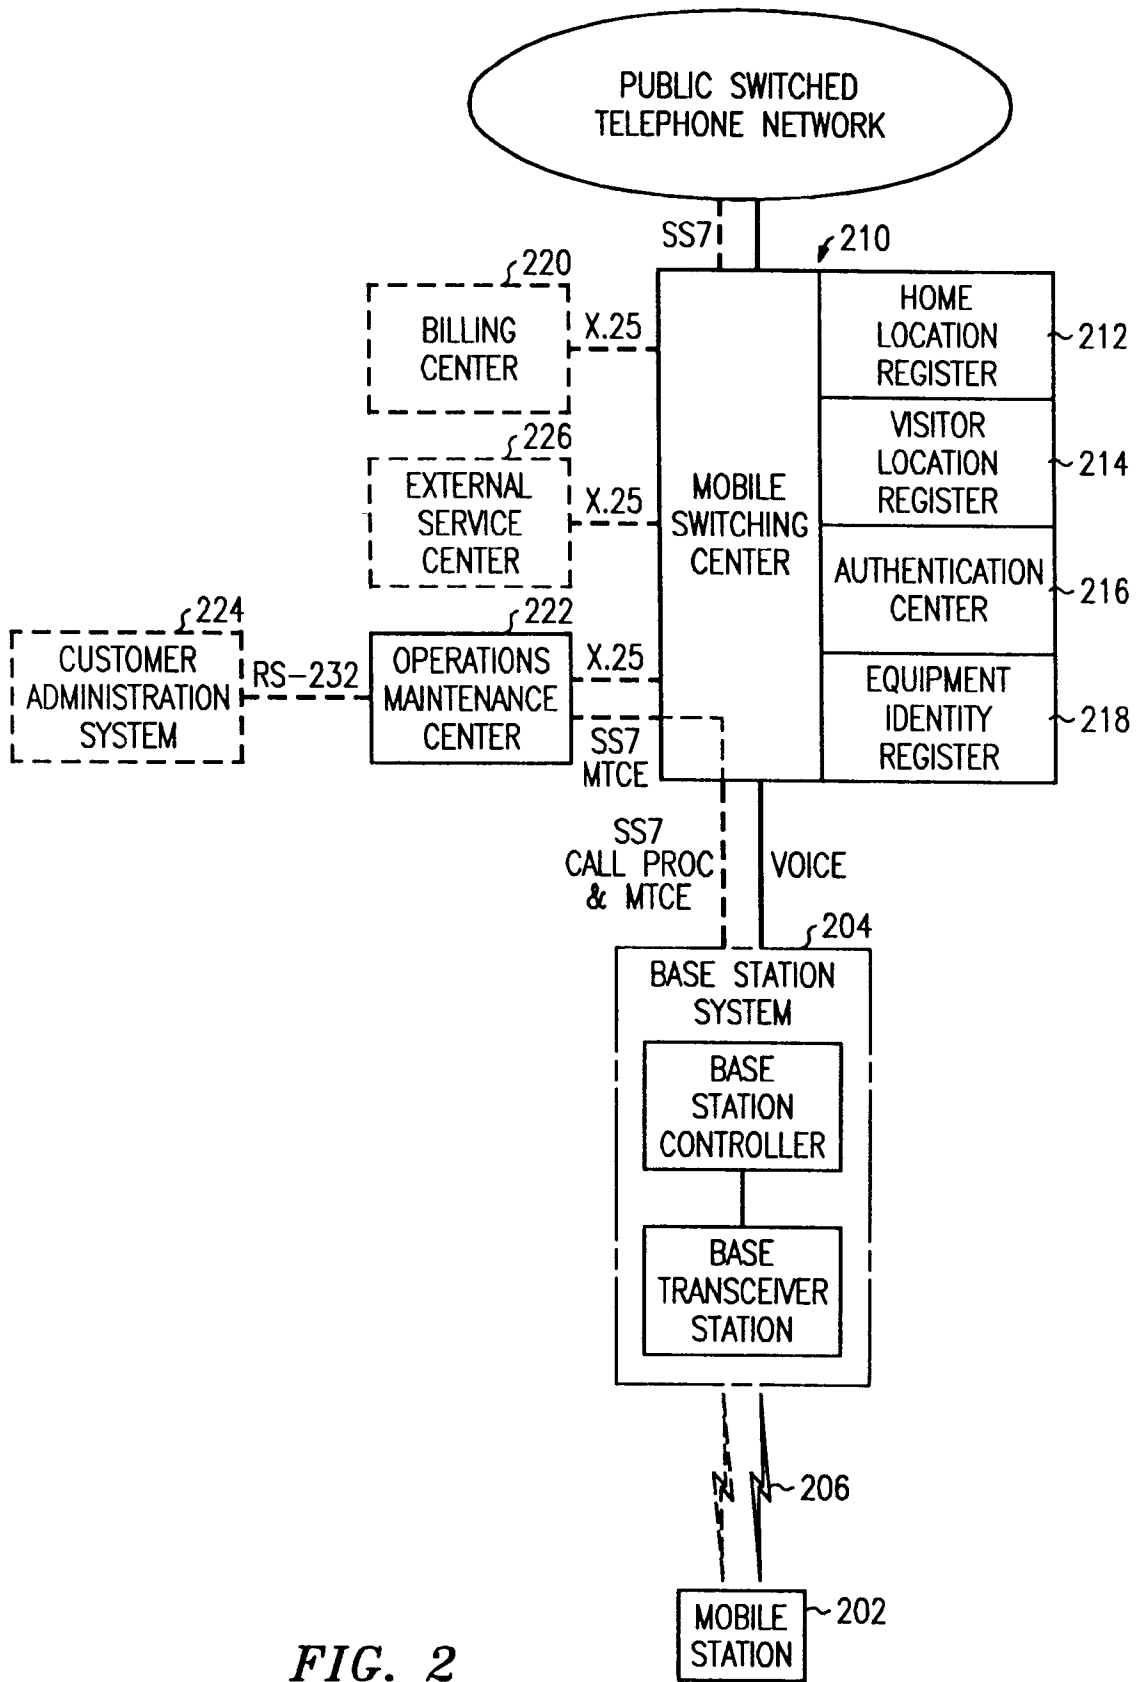 PUBLIC SWITCHED
TELEPHONE NETWORK
SS7
210
220
BILLING
CENTER
X.25
HOME
LOCATION
REGISTER
212
226
EXTERNAL
SERVICE
CENTER
X.25
MOBILE
SWITCHING
CENTER
VISITOR
LOCATION
REGISTER
214
AUTHENTICATION
CENTER
216
224
CUSTOMER
ADMINISTRATION
SYSTEM
RS-232
222
OPERATIONS
MAINTENANCE
CENTER
X.25
SS7
MTCE
EQUIPMENT
IDENTITY
REGISTER
218
SS7
CALL PROC
& MTCE
VOICE
204
BASE STATION
SYSTEM
BASE
STATION
CONTROLLER
BASE
TRANSCEIVER
STATION
206
MOBILE
STATION
202
FIG. 2